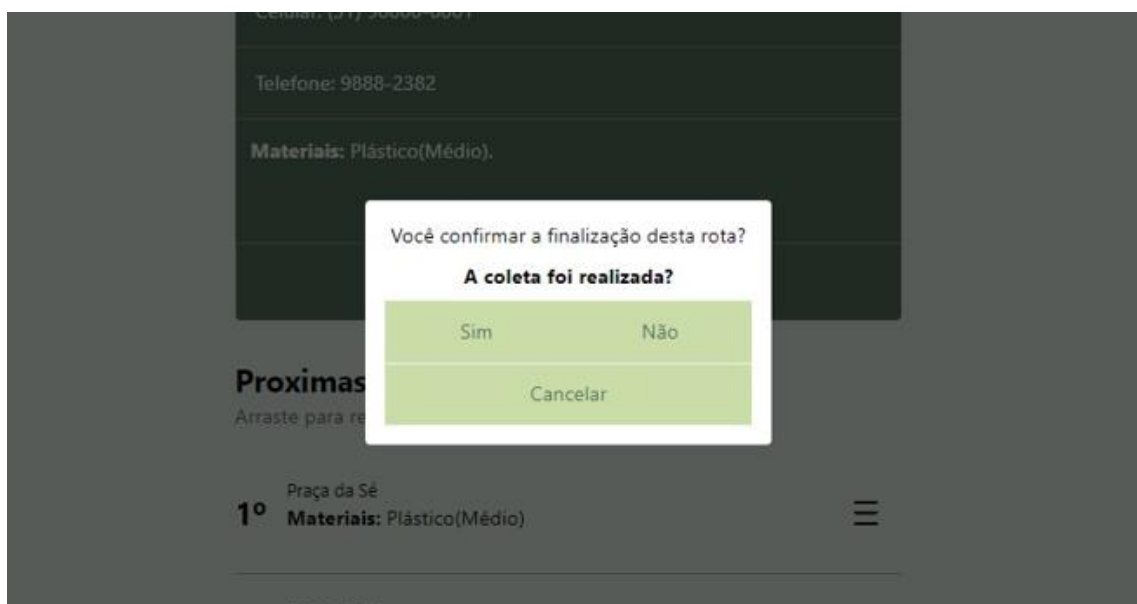 Telefone: 9888-2382
Materiais: Plástico(Médio).
Você confirmar a finalização desta rota?
A coleta foi realizada?
Sim Não
Cancelar
Proximas
Arraste para
1º
Praça da Sé
Materiais: Plástico(Médio)